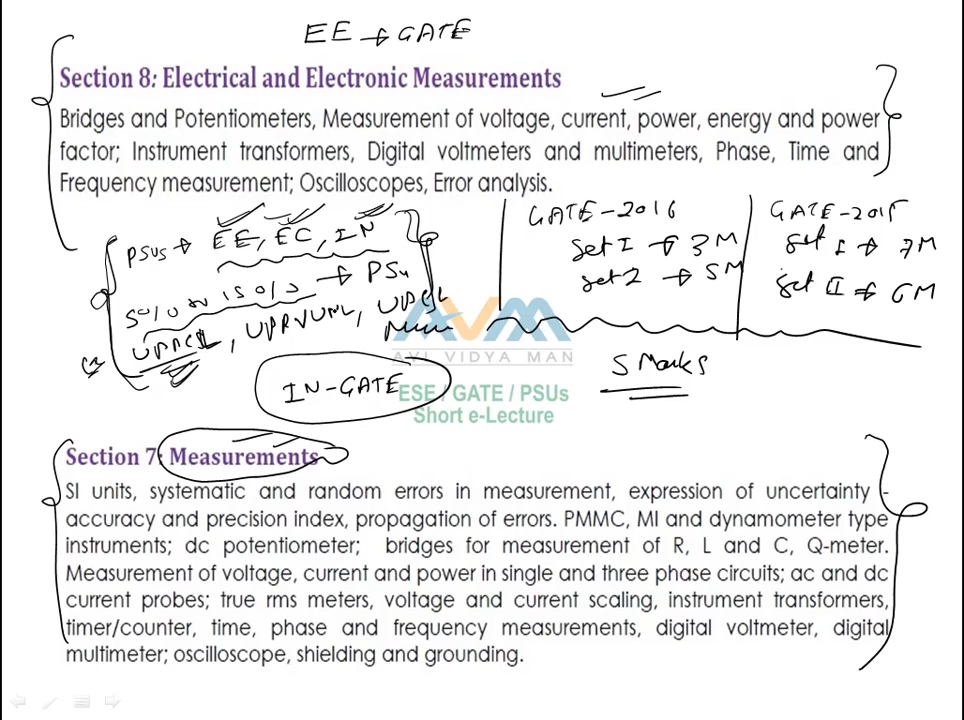 EE → GATE
Section 8: Electrical and Electronic Measurements
Bridges and Potentiometers, Measurement of voltage, current, power, energy and power
factor; Instrument transformers, Digital voltmeters and multimeters, Phase, Time and
Frequency measurement; Oscilloscopes, Error analysis.
PSUs → EE, EC, IN
→ PSU
5% or 15%
UPPCL, UPRVUNL,
GATE-2016
Set I → 3M
Set 2 → 5M
GATE-2015
Set I → 7M
Set II → 6M
5 Marks
AVM
AVI VIDYA MAN
ESE / GATE / PSUs
Short e-Lecture
IN-GATE
Section 7: Measurements
SI units, systematic and random errors in measurement, expression of uncertainty -
accuracy and precision index, propagation of errors. PMMC, MI and dynamometer type
instruments; dc potentiometer; bridges for measurement of R, L and C, Q-meter.
Measurement of voltage, current and power in single and three phase circuits; ac and dc
current probes; true rms meters, voltage and current scaling, instrument transformers,
timer/counter, time, phase and frequency measurements, digital voltmeter, digital
multimeter; oscilloscope, shielding and grounding.